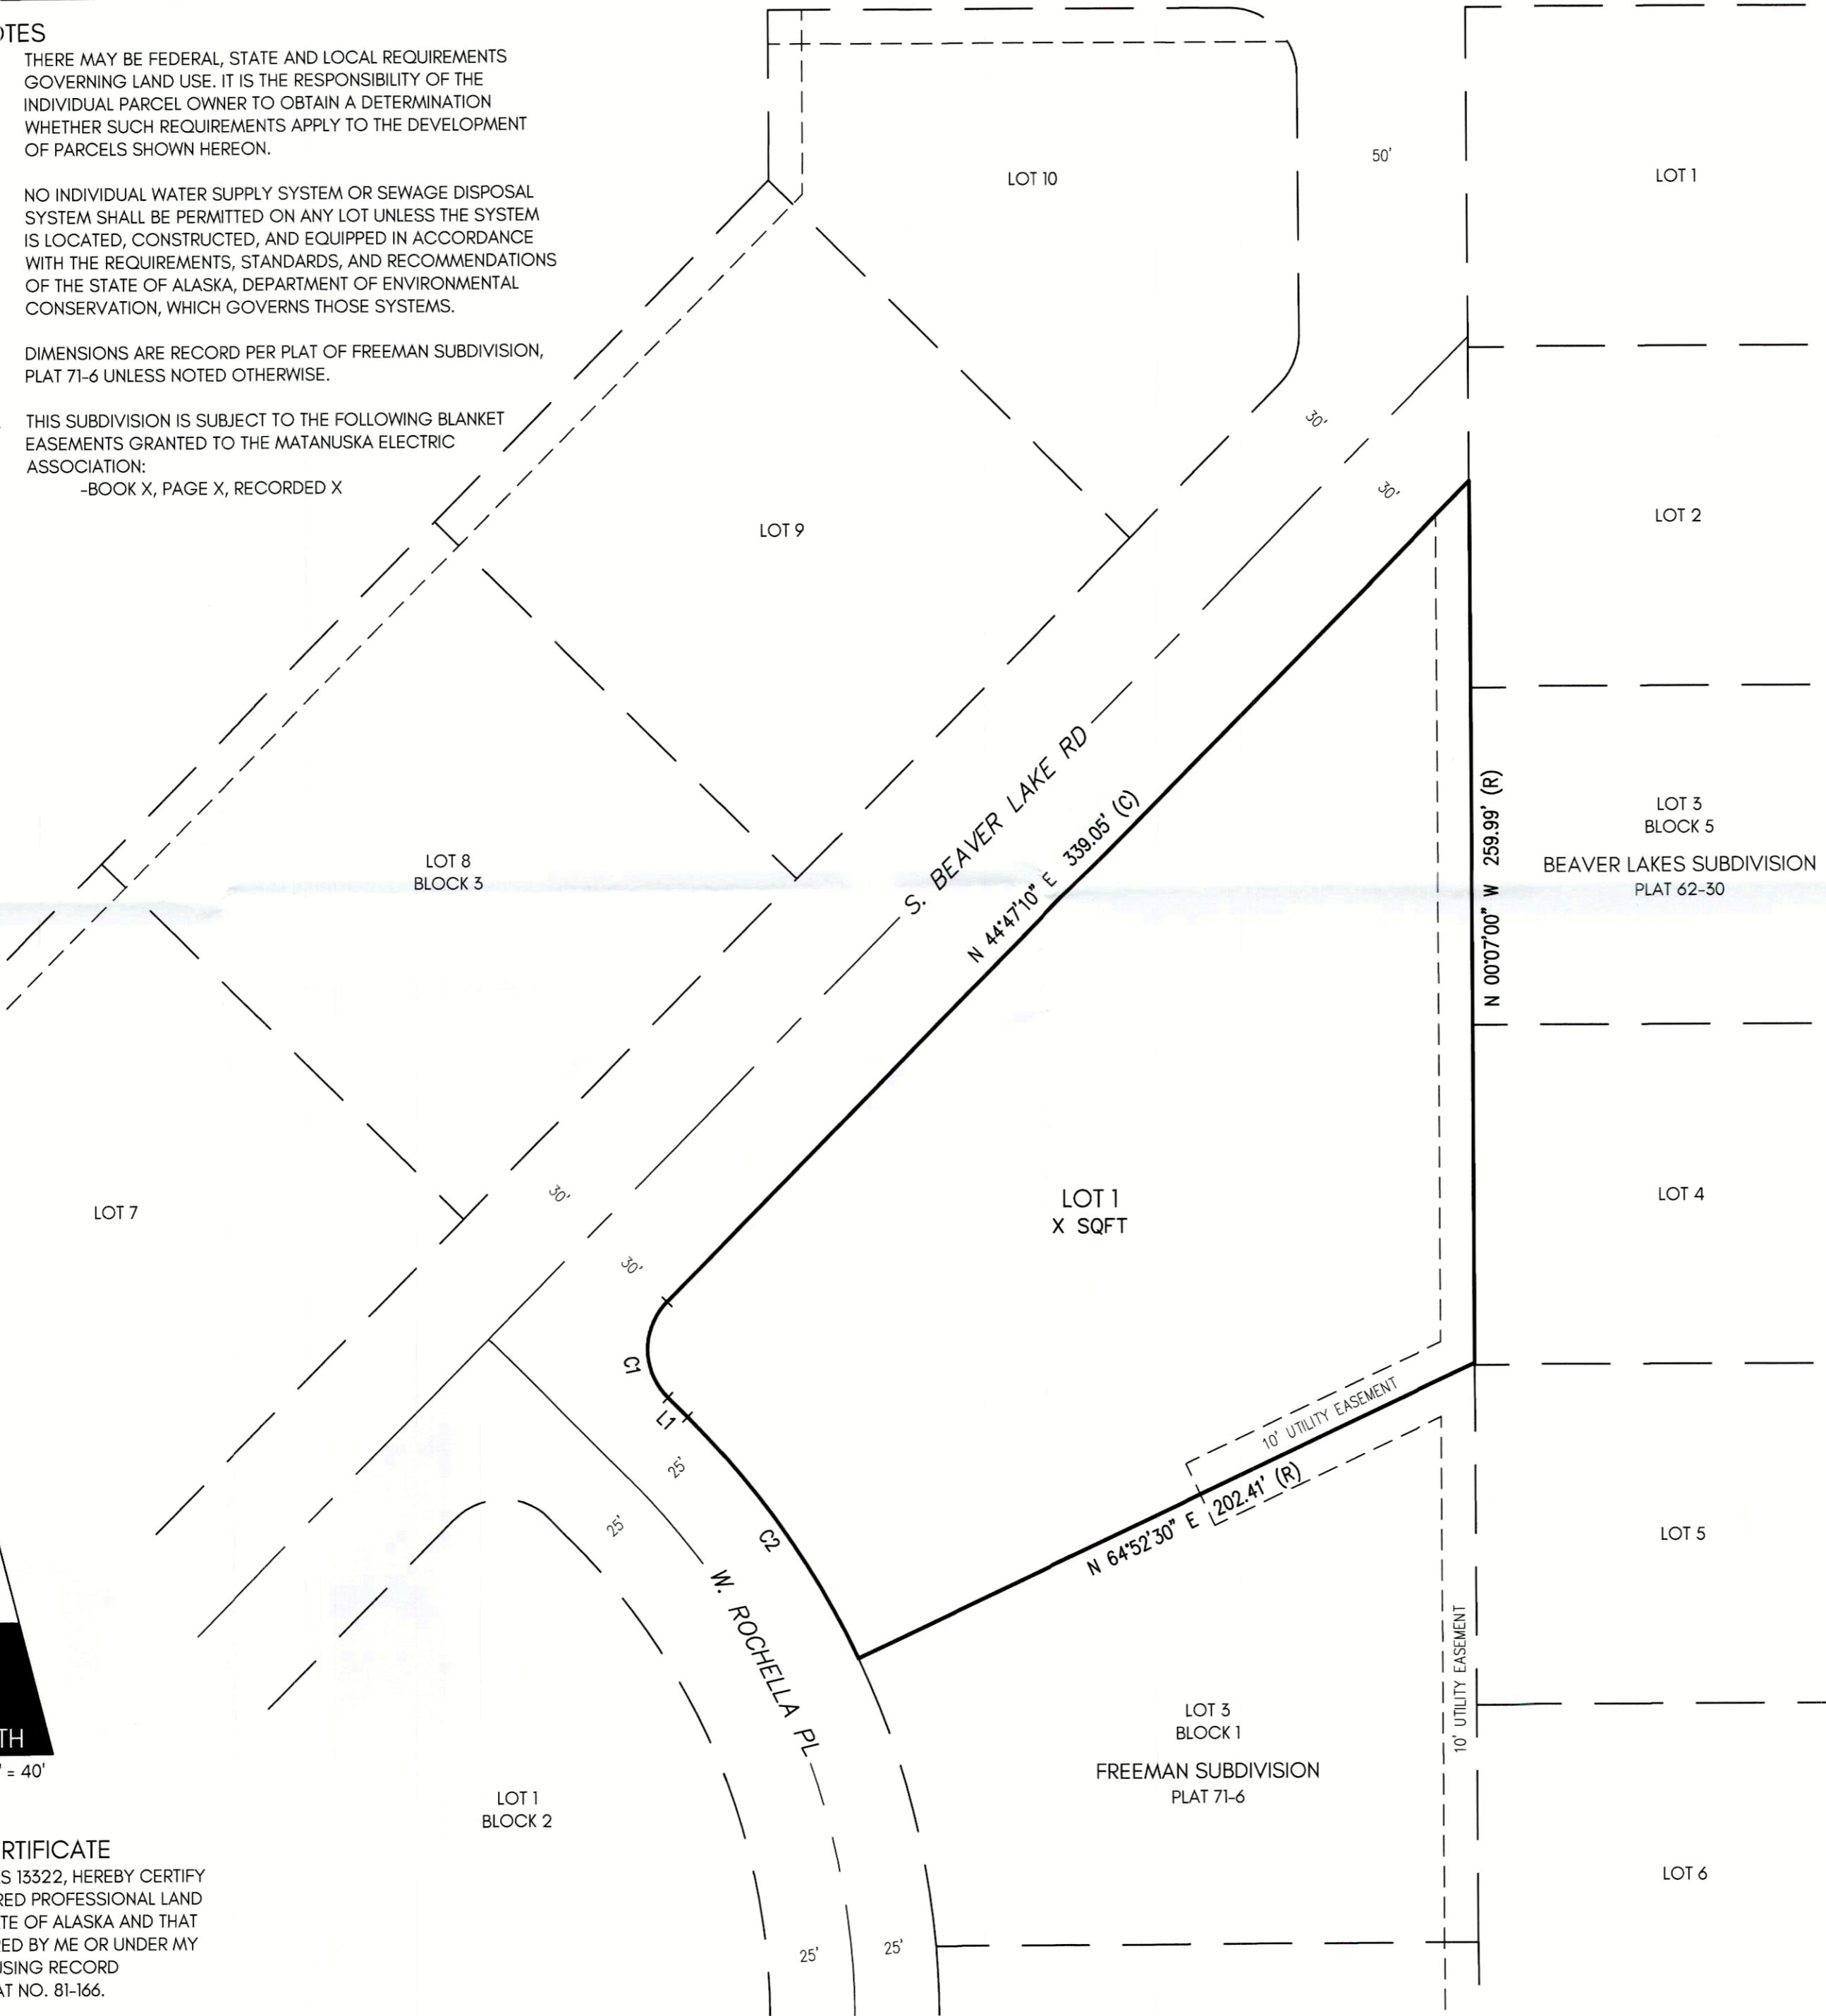 OTES
THERE MAY BE FEDERAL, STATE AND LOCAL REQUIREMENTS
GOVERNING LAND USE. IT IS THE RESPONSIBILITY OF THE
INDIVIDUAL PARCEL OWNER TO OBTAIN A DETERMINATION
WHETHER SUCH REQUIREMENTS APPLY TO THE DEVELOPMENT
OF PARCELS SHOWN HEREON.
NO INDIVIDUAL WATER SUPPLY SYSTEM OR SEWAGE DISPOSAL
SYSTEM SHALL BE PERMITTED ON ANY LOT UNLESS THE SYSTEM
IS LOCATED, CONSTRUCTED, AND EQUIPPED IN ACCORDANCE
WITH THE REQUIREMENTS, STANDARDS, AND RECOMMENDATIONS
OF THE STATE OF ALASKA, DEPARTMENT OF ENVIRONMENTAL
CONSERVATION, WHICH GOVERNS THOSE SYSTEMS.
DIMENSIONS ARE RECORD PER PLAT OF FREEMAN SUBDIVISION,
PLAT 71-6 UNLESS NOTED OTHERWISE.
THIS SUBDIVISION IS SUBJECT TO THE FOLLOWING BLANKET
EASEMENTS GRANTED TO THE MATANUSKA ELECTRIC
ASSOCIATION:
-BOOK X, PAGE X, RECORDED X
LOT 10
50'
LOT 1
30'
30'
LOT 9
LOT 2
S. BEAVER LAKE RD
N 44°47'10" E 339.05' (C)
N 00°07'00" W 259.99' (R)
LOT 3
BLOCK 5
BEAVER LAKES SUBDIVISION
PLAT 62-30
LOT 8
BLOCK 3
LOT 7
30'
30'
LOT 1
X SQFT
LOT 4
C1
L1
25'
25'
C2
10' UTILITY EASEMENT
N 64°52'30" E 202.41' (R)
LOT 5
W. ROCHELLA PL
10' UTILITY EASEMENT
LOT 3
BLOCK 1
FREEMAN SUBDIVISION
PLAT 71-6
TH
" = 40'
LOT 1
BLOCK 2
LOT 6
RTIFICATE
S 13322, HEREBY CERTIFY
RED PROFESSIONAL LAND
TE OF ALASKA AND THAT
RED BY ME OR UNDER MY
USING RECORD
AT NO. 81-166.
25'
25'